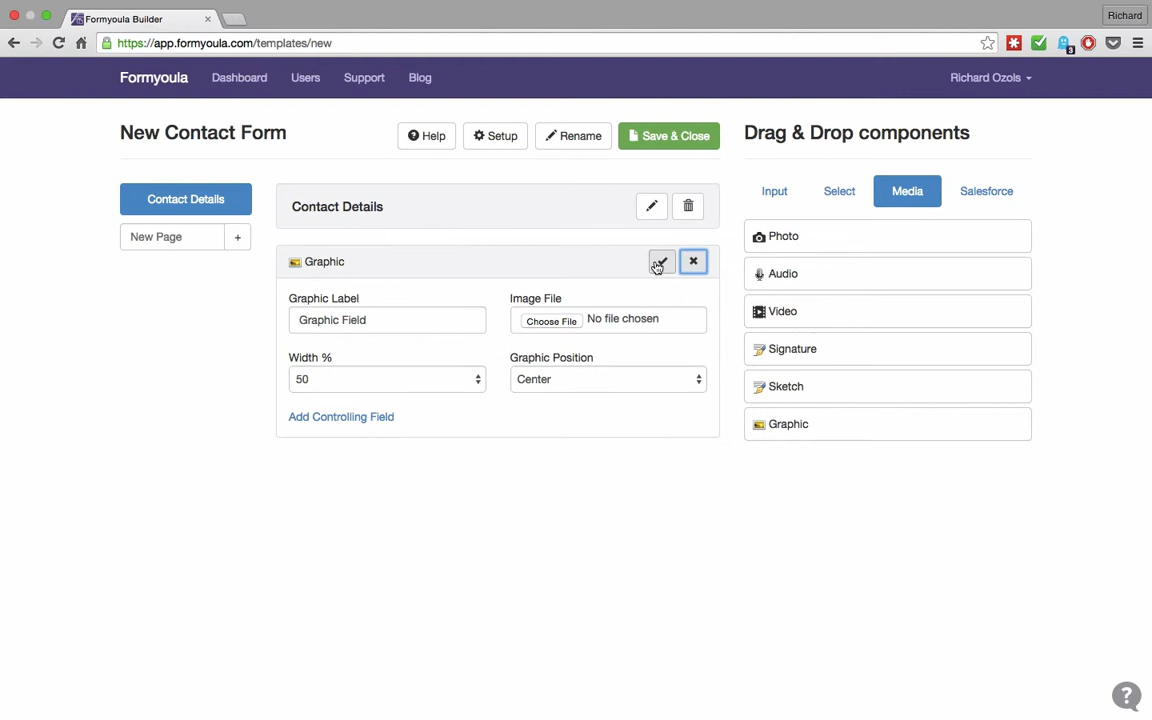 Formyoula Builder
Richard
https://app.formyoula.com/templates/new
3
Formyoula Dashboard Users Support Blog Richard Ozols
New Contact Form
Help Setup Rename Save & Close
Drag & Drop components
Contact Details
New Page +
Contact Details
Graphic
Graphic Label
Graphic Field
Image File
Choose File No file chosen
Width %
50
Graphic Position
Center
Add Controlling Field
Input Select Media Salesforce
Photo
Audio
Video
Signature
Sketch
Graphic
?